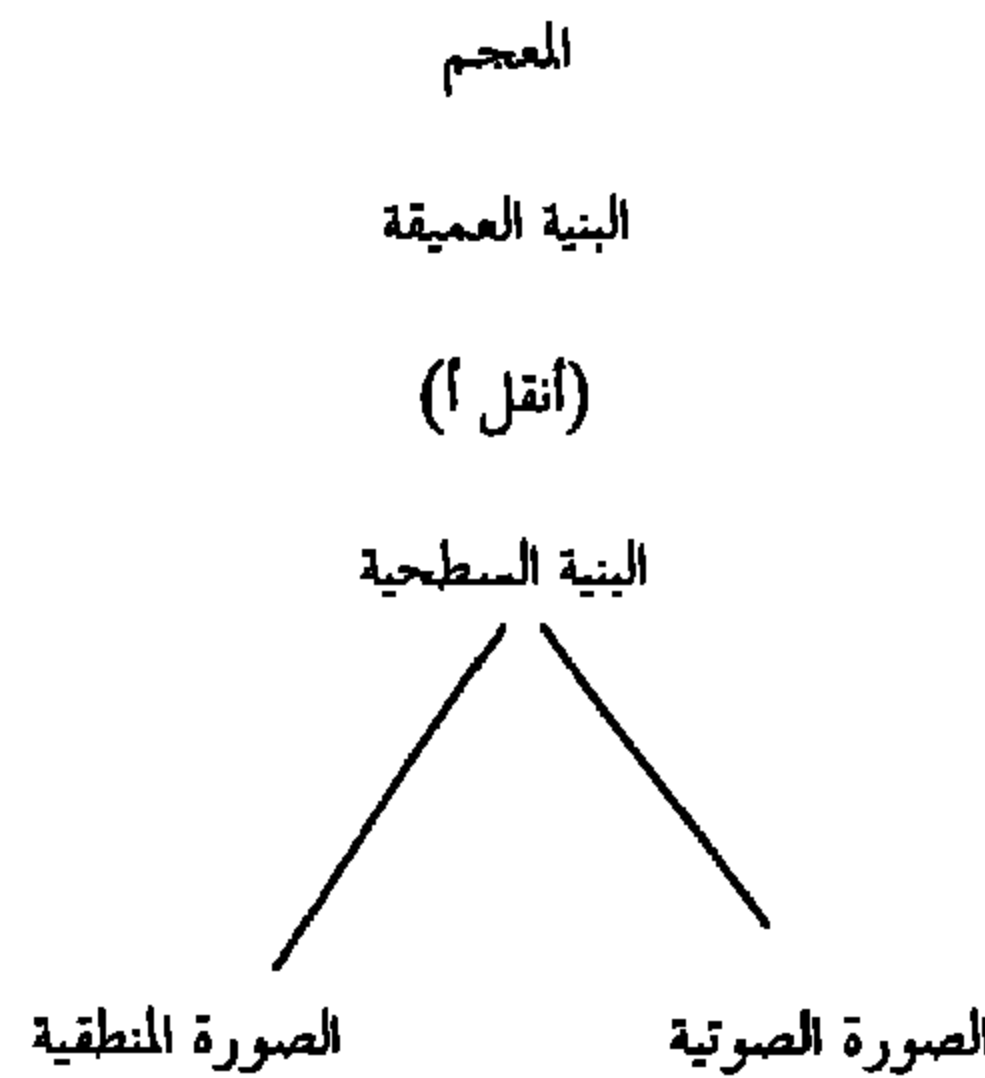 المعجم
البنية العميقة
(أنقل أ)
البنية السطحية
الصورة الصوتية
الصورة المنطقية